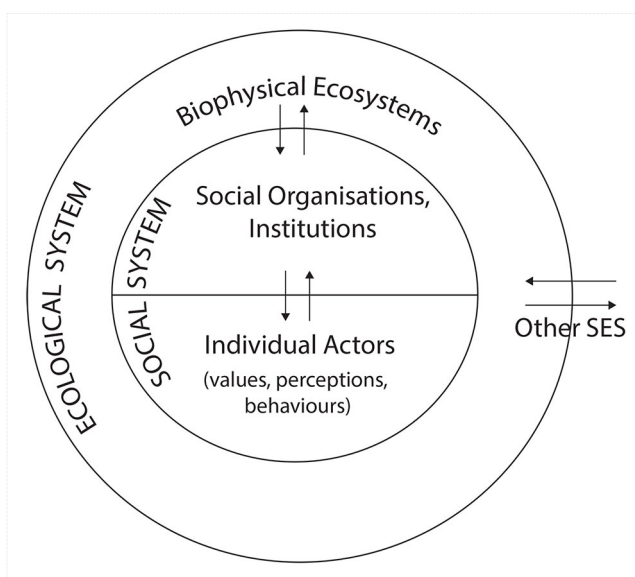 Biophysical Ecosystems
ECOLOGICAL SYSTEM
SOCIAL SYSTEM
Social Organisations,
Institutions
Individual Actors
(values, perceptions,
behaviours)
Other SES